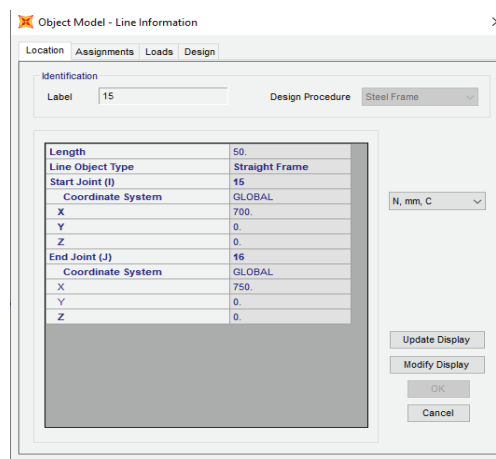 Object Model - Line Information
Location Assignments Loads Design
Identification
Label 15 Design Procedure Steel Frame
Length 50.
Line Object Type Straight Frame
Start Joint (I) 15
Coordinate System GLOBAL
X 700.
Y 0.
Z 0.
End Joint (J) 16
Coordinate System GLOBAL
X 750.
Y 0.
Z 0.
N, mm, C
Update Display
Modify Display
OK
Cancel